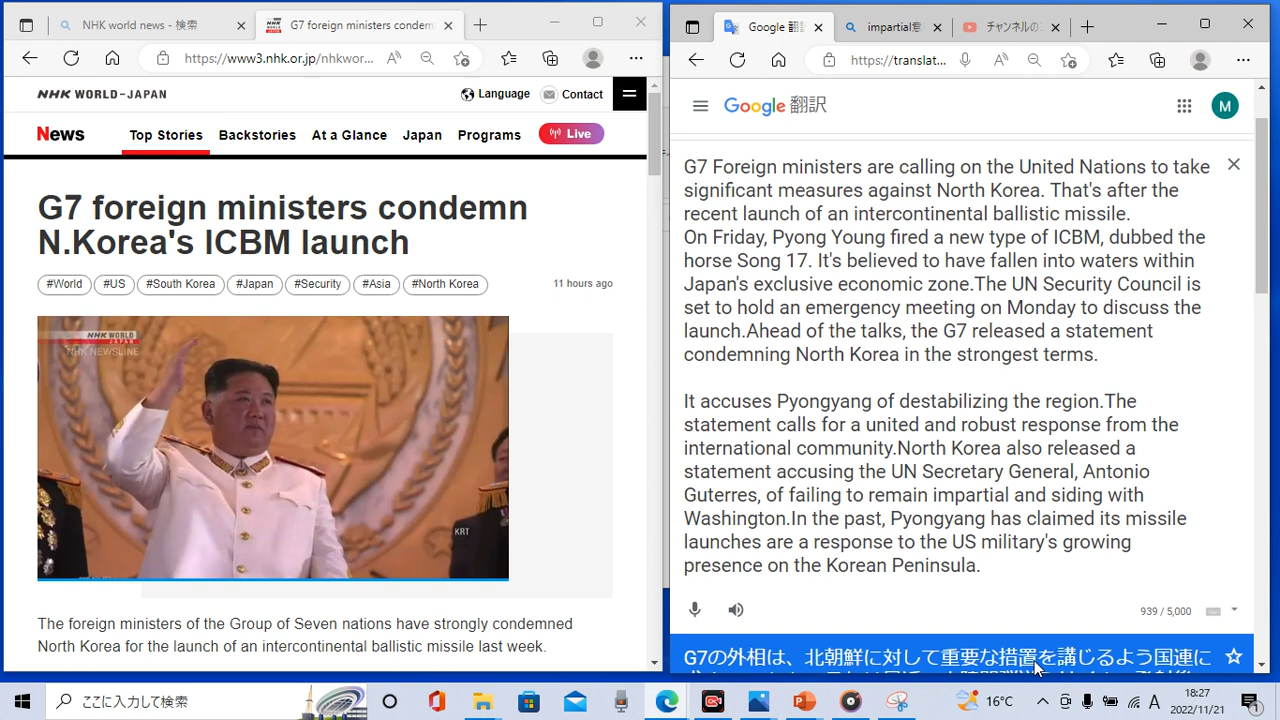 NHK world news - 検索
G7 foreign ministers condem
https://www3.nhk.or.jp/nhkwor...
NHK WORLD-JAPAN
Language
Contact
News
Top Stories
Backstories
At a Glance
Japan
Programs
Live
G7 foreign ministers condemn
N.Korea's ICBM launch
#World
#US
#South Korea
#Japan
#Security
#Asia
#North Korea
11 hours ago
NHK WORLD
JAPAN
NHK NEWSLINE
KRT
The foreign ministers of the Group of Seven nations have strongly condemned
North Korea for the launch of an intercontinental ballistic missile last week.
Google 翻訳
impartial意
チャンネルのコ
https://translat...
Google 翻訳
M
G7 Foreign ministers are calling on the United Nations to take
significant measures against North Korea. That's after the
recent launch of an intercontinental ballistic missile.
On Friday, Pyong Young fired a new type of ICBM, dubbed the
horse Song 17. It's believed to have fallen into waters within
Japan's exclusive economic zone.The UN Security Council is
set to hold an emergency meeting on Monday to discuss the
launch.Ahead of the talks, the G7 released a statement
condemning North Korea in the strongest terms.
It accuses Pyongyang of destabilizing the region.The
statement calls for a united and robust response from the
international community.North Korea also released a
statement accusing the UN Secretary General, Antonio
Guterres, of failing to remain impartial and siding with
Washington.In the past, Pyongyang has claimed its missile
launches are a response to the US military's growing
presence on the Korean Peninsula.
939 / 5,000
G7の外相は、北朝鮮に対して重要な措置を講じるよう国連に
ここに入力して検索
16°C
A
18:27
2022/11/21
1